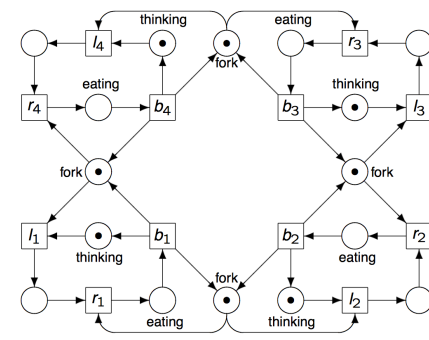 thinking
eating
l4
r3
fork
eating
thinking
r4
b4
b3
l3
fork
fork
l1
b1
b2
r2
thinking
eating
fork
r1
l2
eating
thinking